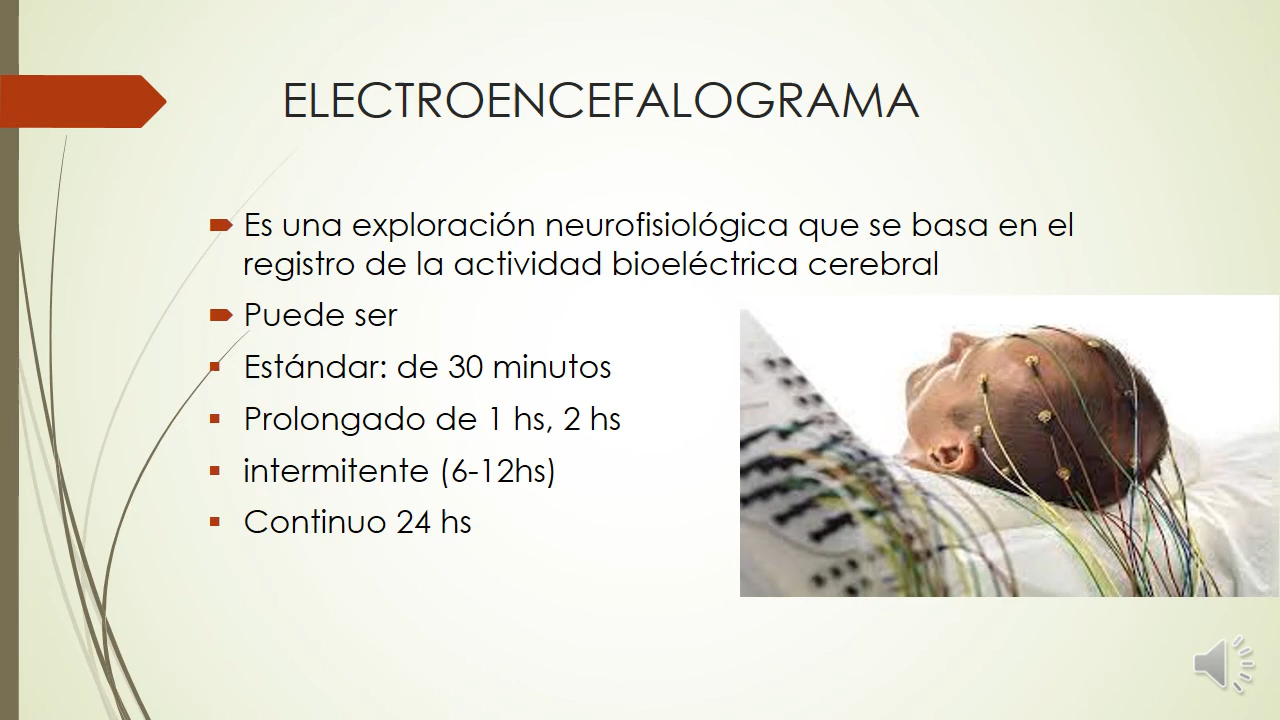 ELECTROENCEFALOGRAMA
Es una exploración neurofisiológica que se basa en el
registro de la actividad bioeléctrica cerebral
Puede ser
Estándar: de 30 minutos
Prolongado de 1 hs, 2 hs
intermitente (6-12hs)
Continuo 24 hs